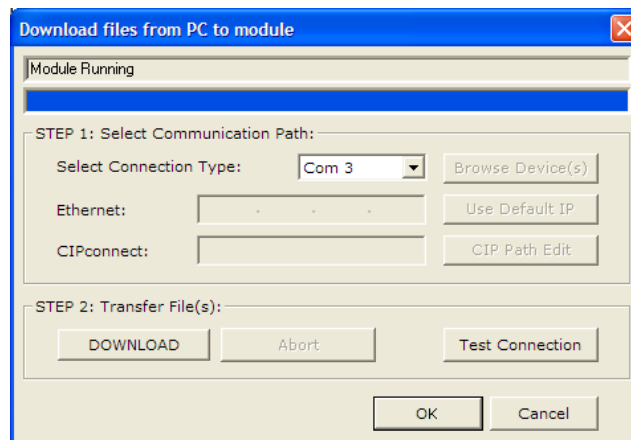 Download files from PC to module
Module Running
STEP 1: Select Communication Path:
Select Connection Type: Com 3 Browse Device(s)
Ethernet: . . . Use Default IP
CIPconnect: CIP Path Edit
STEP 2: Transfer File(s):
DOWNLOAD Abort Test Connection
OK Cancel